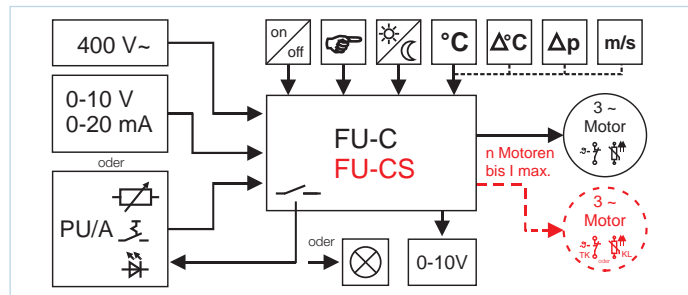 400 V~
on
off
°C
Δ°C
Δp
m/s
0-10 V
0-20 mA
oder
PU/A
FU-C
FU-CS
n Motoren
bis I max.
3 ~
Motor
3 ~
Motor
TK
oder
KL
oder
0-10V